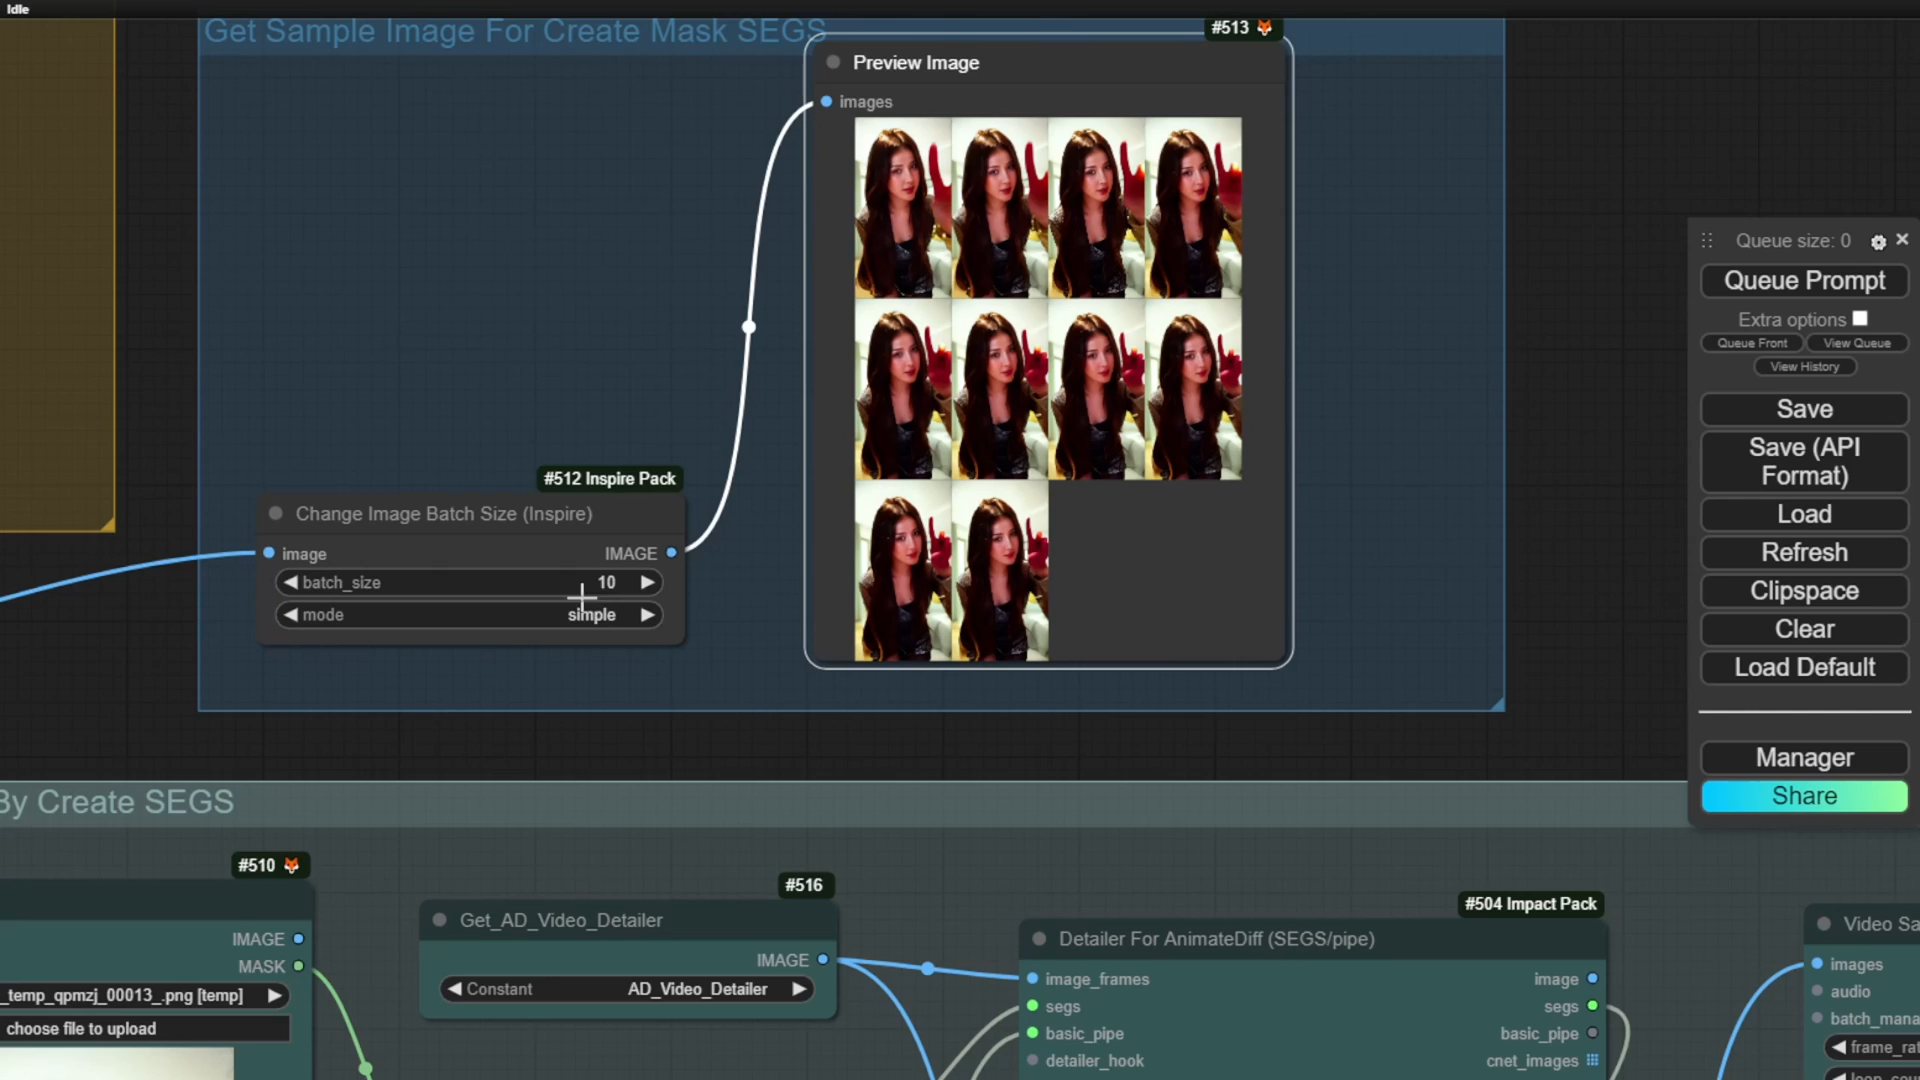 Idle
Get Sample Image For Create Mask SEGS
#513
Preview Image
images
#512 Inspire Pack
Change Image Batch Size (Inspire)
image IMAGE
batch_size 10
mode simple
Queue size: 0
Queue Prompt
Extra options
Queue Front View Queue
View History
Save
Save (API
Format)
Load
Refresh
Clipspace
Clear
Load Default
Manager
Share
By Create SEGS
#510
IMAGE
MASK
_temp_qpmzj_00013_.png [temp]
choose file to upload
#516
Get_AD_Video_Detailer
IMAGE
Constant AD_Video_Detailer
#504 Impact Pack
Detailer For AnimateDiff (SEGS/pipe)
image_frames image
segs segs
basic_pipe basic_pipe
detailer_hook cnet_images
Video Sa
images
audio
batch_mana
frame_rat